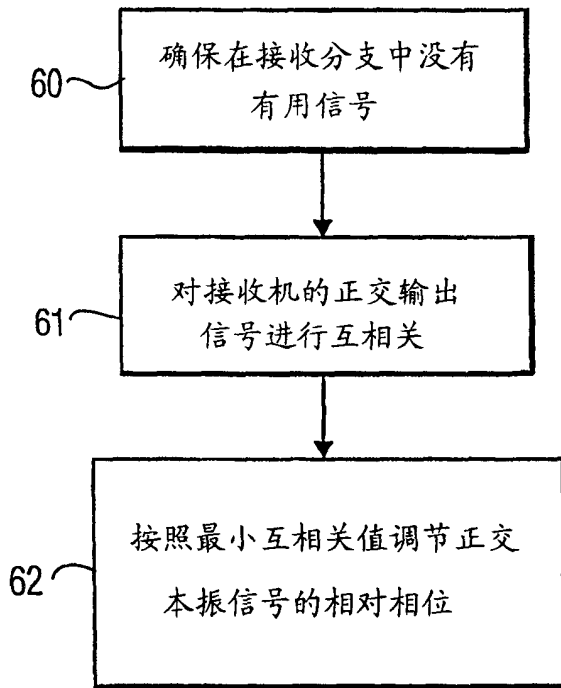 确保在接收分支中没有
有用信号
60
对接收机的正交输出
信号进行互相关
61
按照最小互相关值调节正交
本振信号的相对相位
62